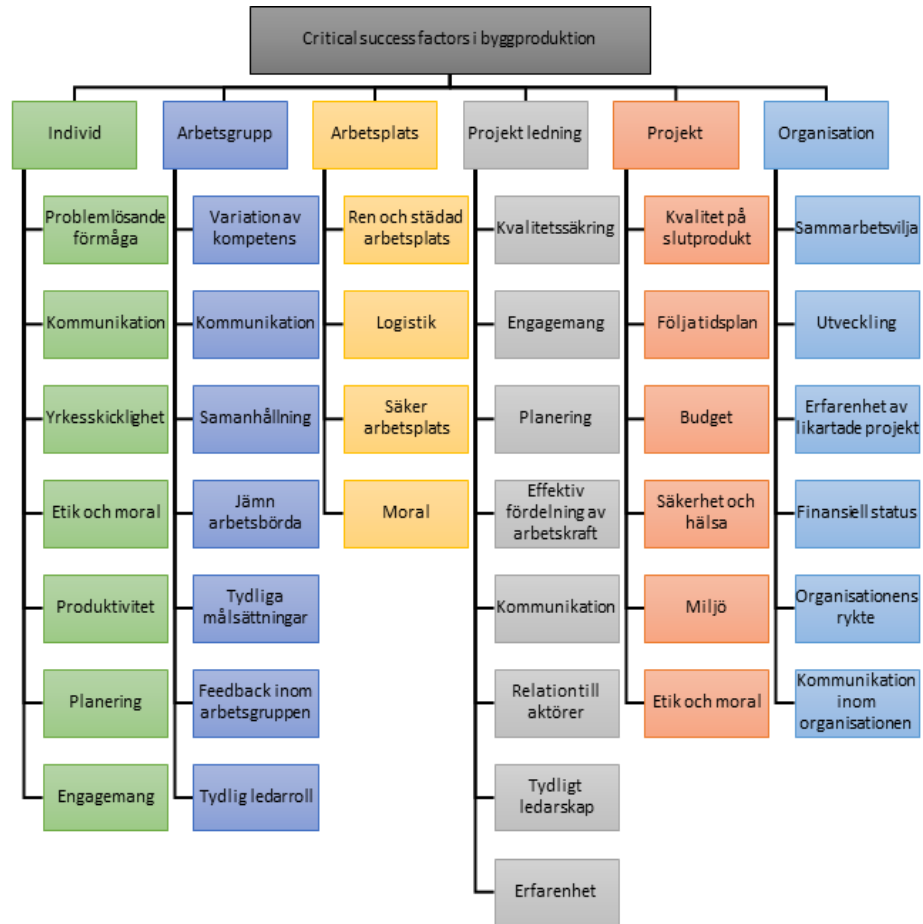 Critical success factors i byggproduktion
Individ
Arbetsgrupp
Arbetsplats
Projekt ledning
Projekt
Organisation
Problemlösande
förmåga
Kommunikation
Yrkesskicklighet
Etik och moral
Produktivitet
Planering
Engagemang
Variation av
kompetens
Kommunikation
Samanhållning
Jämn
arbetsbörda
Tydliga
målsättningar
Feedback inom
arbetsgruppen
Tydlig ledarroll
Ren och städad
arbetsplats
Logistik
Säker
arbetsplats
Moral
Kvalitetssäkring
Engagemang
Planering
Effektiv
fördelning av
arbetskraft
Kommunikation
Relation till
aktörer
Tydligt
ledarskap
Erfarenhet
Kvalitet på
slutprodukt
Följa tidsplan
Budget
Säkerhet och
hälsa
Miljö
Etik och moral
Sammarbetsvilja
Utveckling
Erfarenhet av
likartade projekt
Finansiell status
Organisationens
rykte
Kommunikation
inom
organisationen